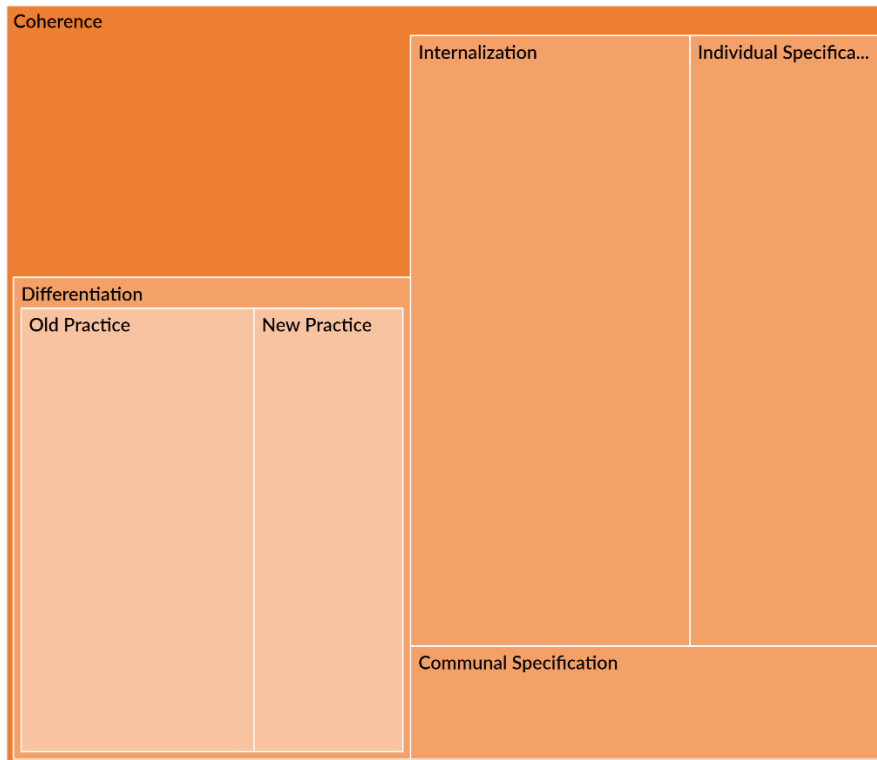 Coherence
Internalization
Individual Specifica...
Differentiation
Old Practice
New Practice
Communal Specification